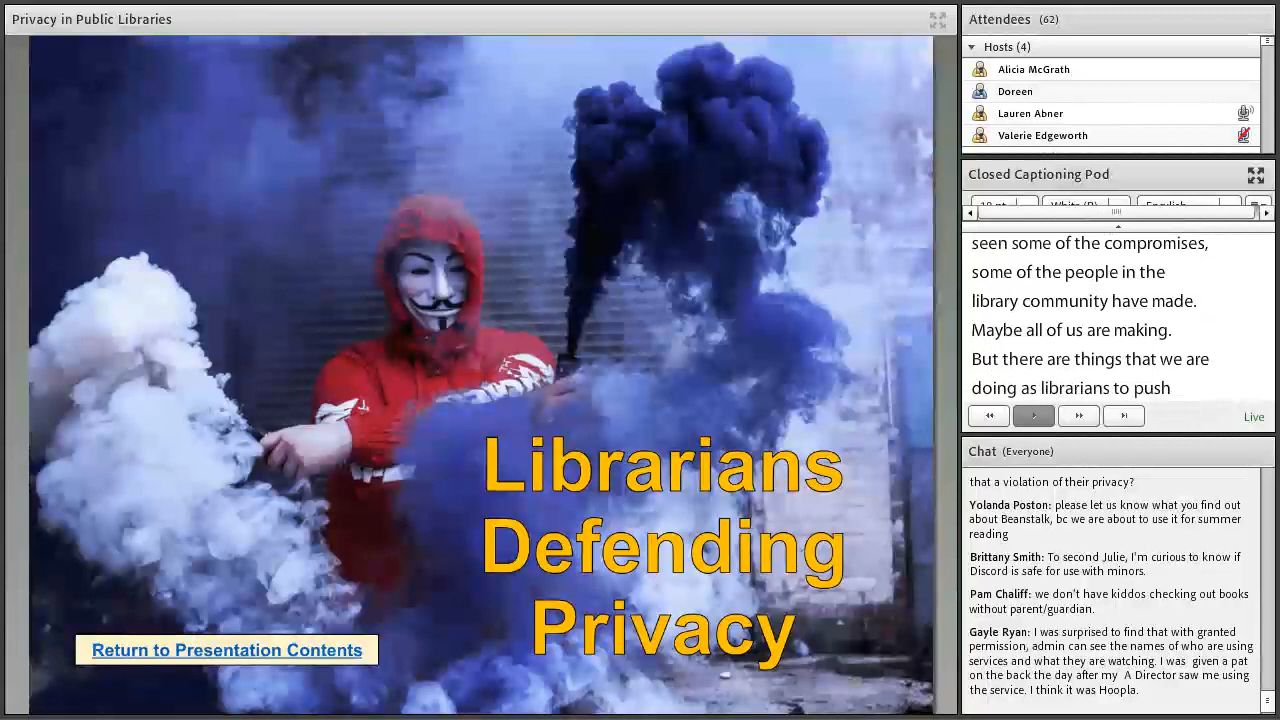 Privacy in Public Libraries
Librarians
Defending
Privacy
Return to Presentation Contents
Attendees (62)
Hosts (4)
Alicia McGrath
Doreen
Lauren Abner
Valerie Edgeworth
Closed Captioning Pod
seen some of the compromises,
some of the people in the
library community have made.
Maybe all of us are making.
But there are things that we are
doing as librarians to push
Live
Chat (Everyone)
that a violation of their privacy?
Yolanda Poston: please let us know what you find out
about Beanstalk, bc we are about to use it for summer
reading
Brittany Smith: To second Julie, I'm curious to know if
Discord is safe for use with minors.
Pam Chaliff: we don't have kiddos checking out books
without parent/guardian.
Gayle Ryan: I was surprised to find that with granted
permission, admin can see the names of who are using
services and what they are watching. I was given a pat
on the back the day after my A Director saw me using
the service. I think it was Hoopla.